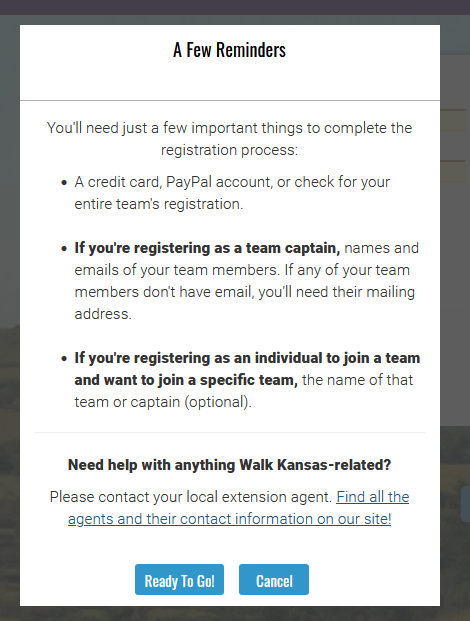 A Few Reminders
You'll need just a few important things to complete the
registration process:
• A credit card, PayPal account, or check for your
entire team's registration.
• If you're registering as a team captain, names and
emails of your team members. If any of your team
members don't have email, you'll need their mailing
address.
• If you're registering as an individual to join a team
and want to join a specific team, the name of that
team or captain (optional).
Need help with anything Walk Kansas-related?
Please contact your local extension agent. Find all the
agents and their contact information on our site!
Ready To Go! Cancel